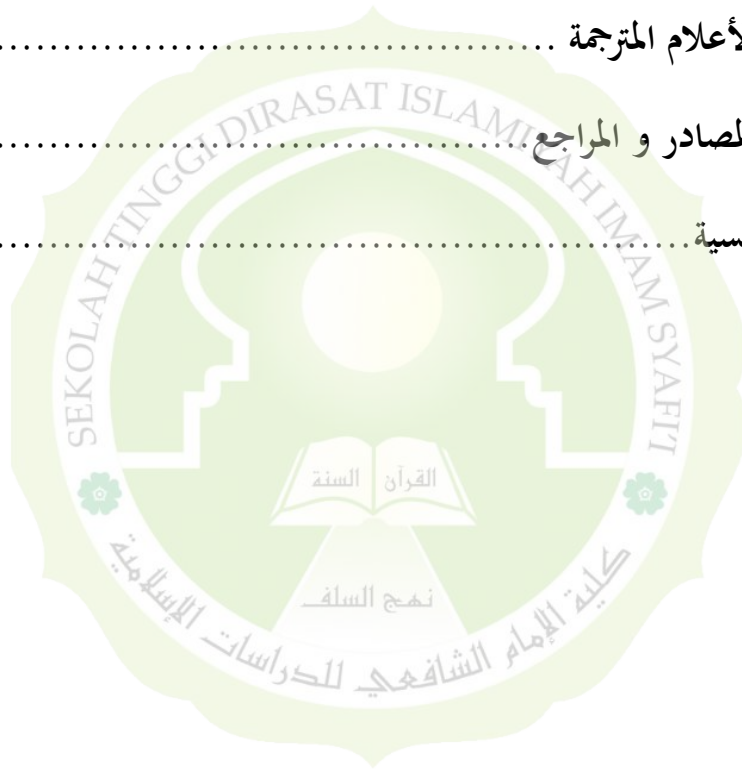 لأعلام المترجمة ..................................................
لمصادر و المراجع..................................................
سية..................................................
SEKOLAH TINGGI DIRASAT ISLAMIYAH IMAM SYAFI'I
القرآن السنة
نهج السلف
كلية الإمام الشافعي للدراسات الإسلامية